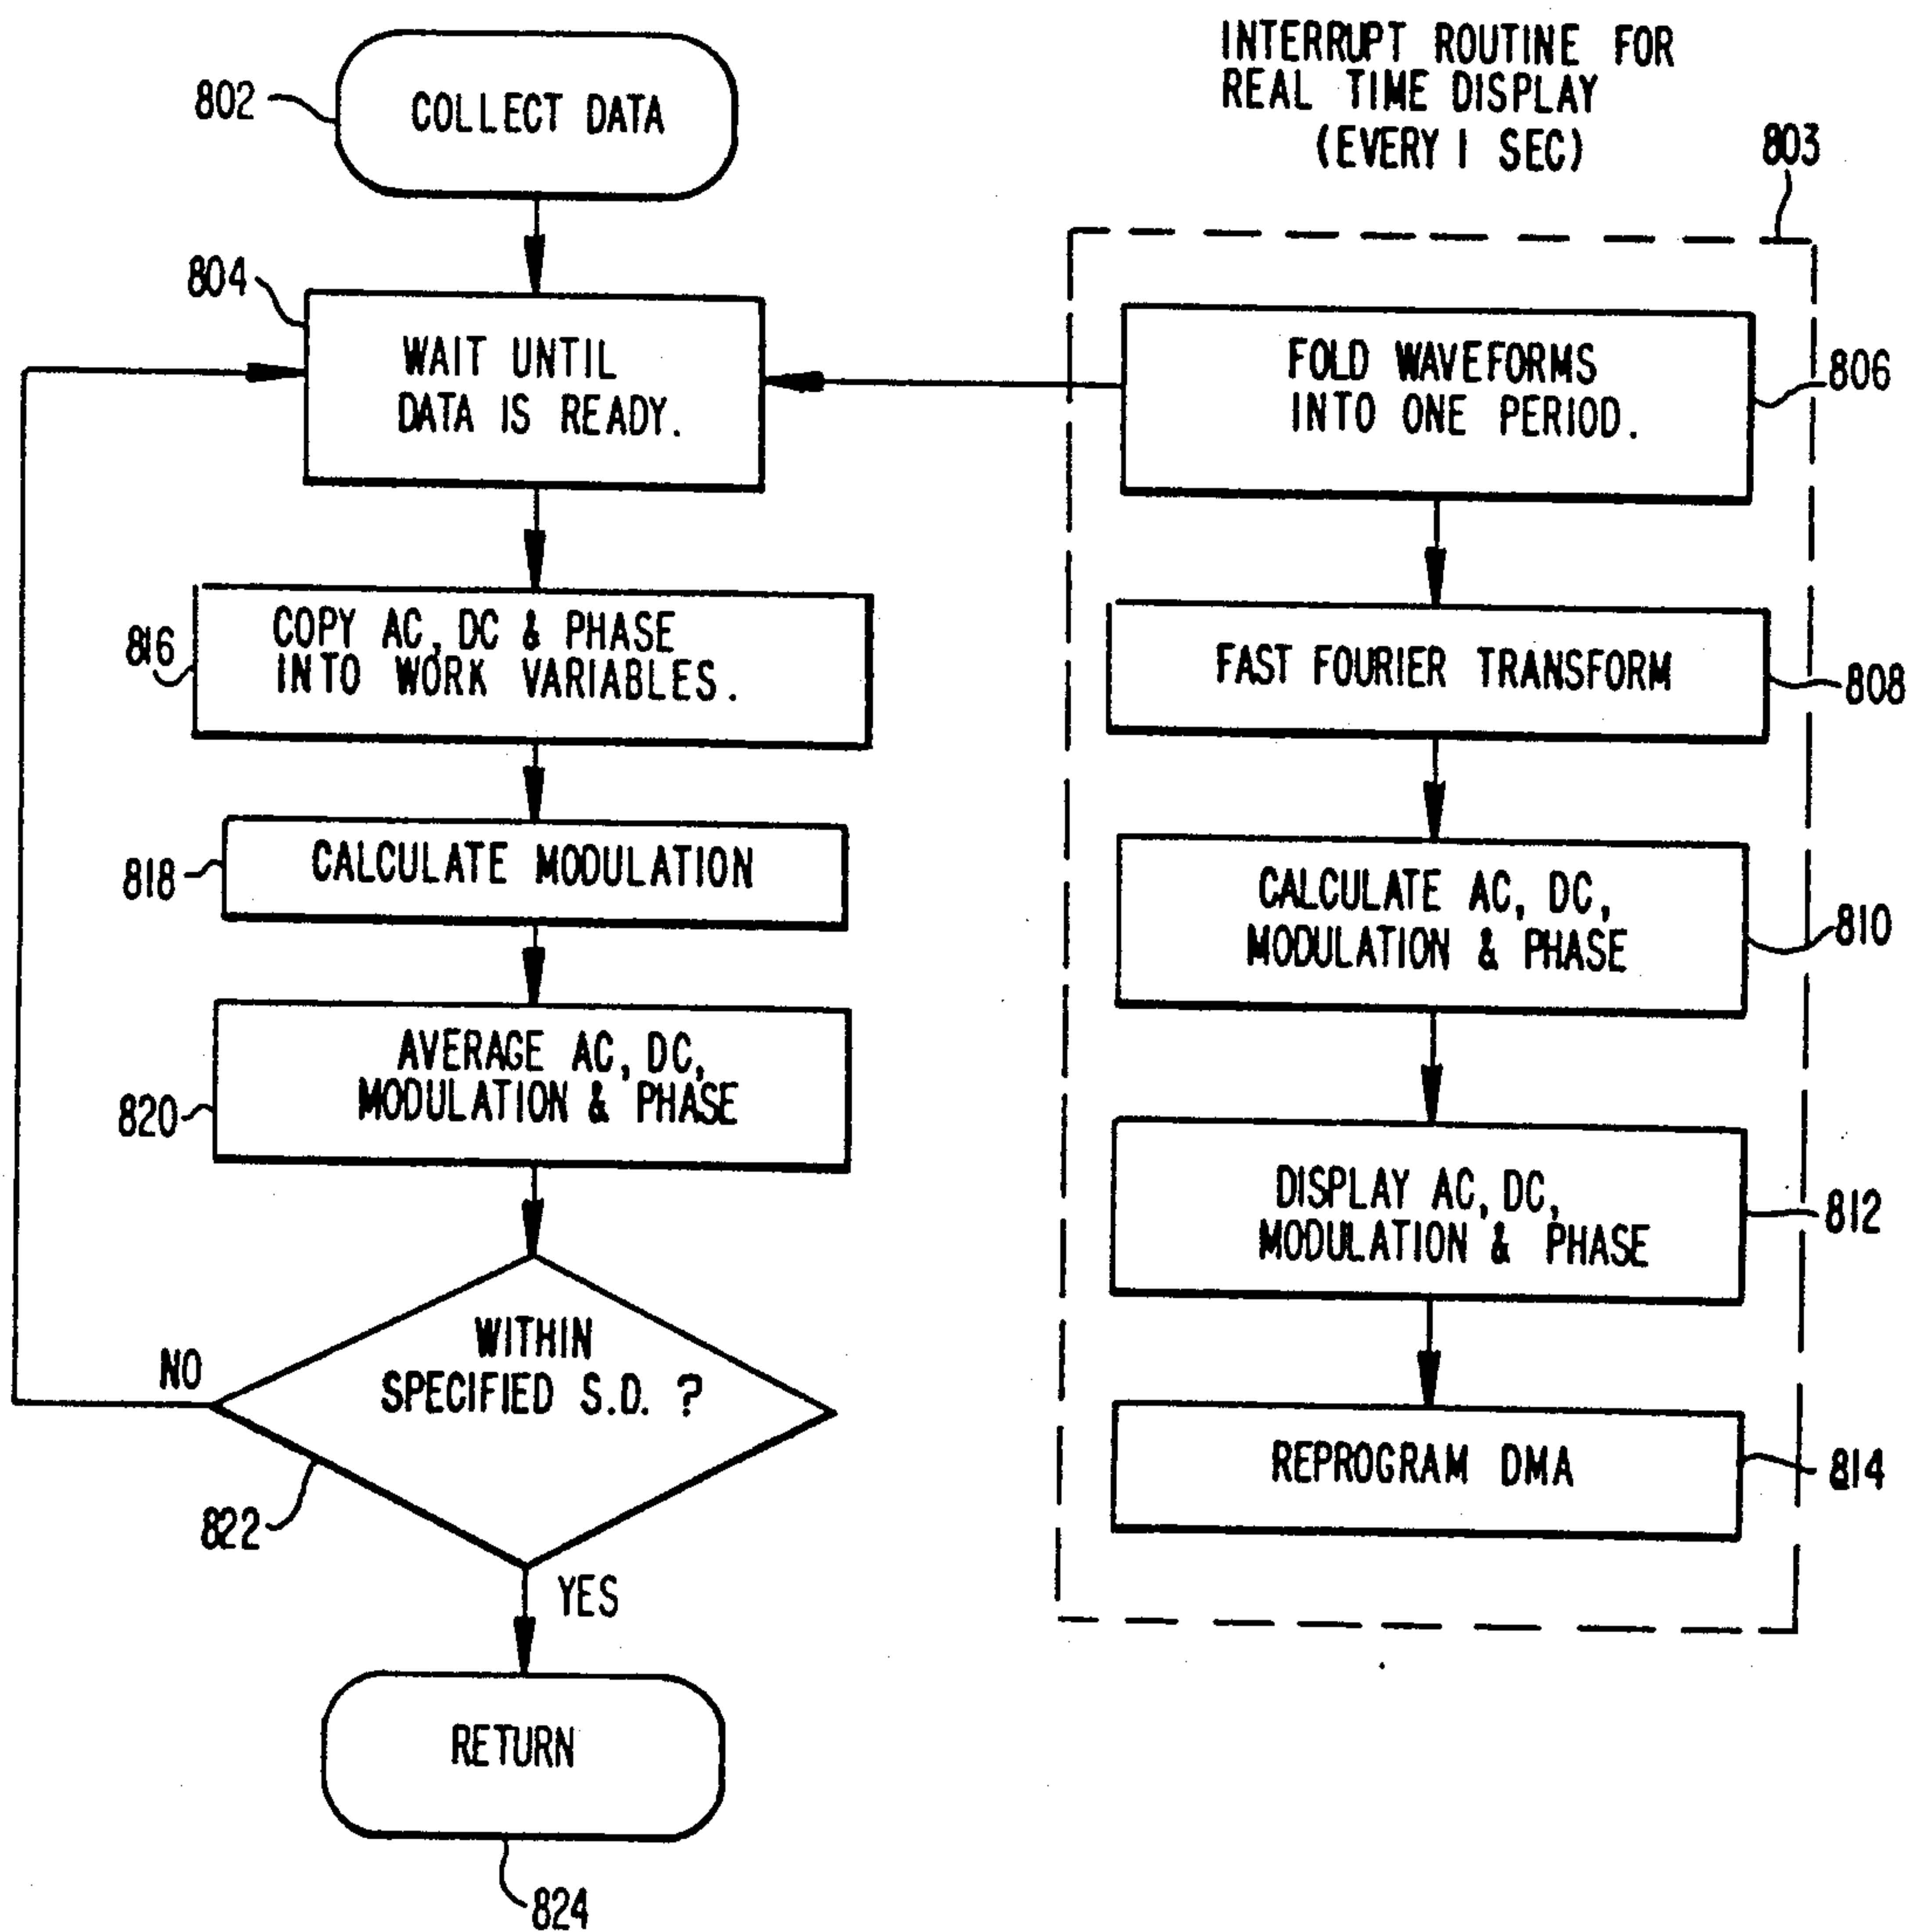 802
COLLECT DATA
804
WAIT UNTIL
DATA IS READY.
816
COPY AC, DC & PHASE
INTO WORK VARIABLES.
818
CALCULATE MODULATION
820
AVERAGE AC, DC,
MODULATION & PHASE
WITHIN
SPECIFIED S.D. ?
NO
822
YES
RETURN
824
INTERRUPT ROUTINE FOR
REAL TIME DISPLAY
(EVERY 1 SEC)
803
FOLD WAVEFORMS
INTO ONE PERIOD.
806
FAST FOURIER TRANSFORM
808
CALCULATE AC, DC,
MODULATION & PHASE
810
DISPLAY AC, DC,
MODULATION & PHASE
812
REPROGRAM DMA
814